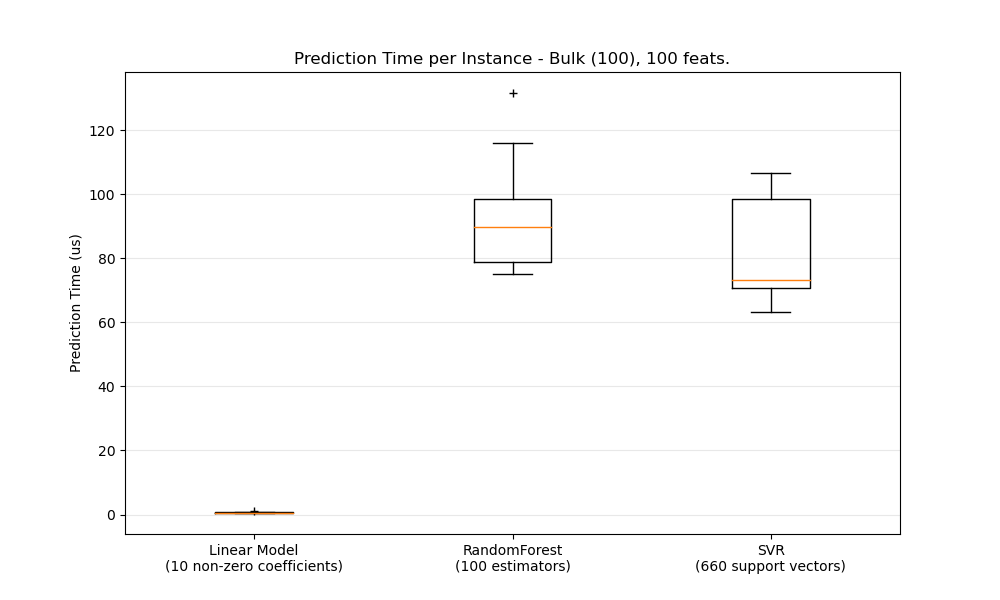 Prediction Time per Instance - Bulk (100), 100 feats.
Prediction Time (us)
120
100
80
60
40
20
0
Linear Model
(10 non-zero coefficients)
RandomForest
(100 estimators)
SVR
(660 support vectors)